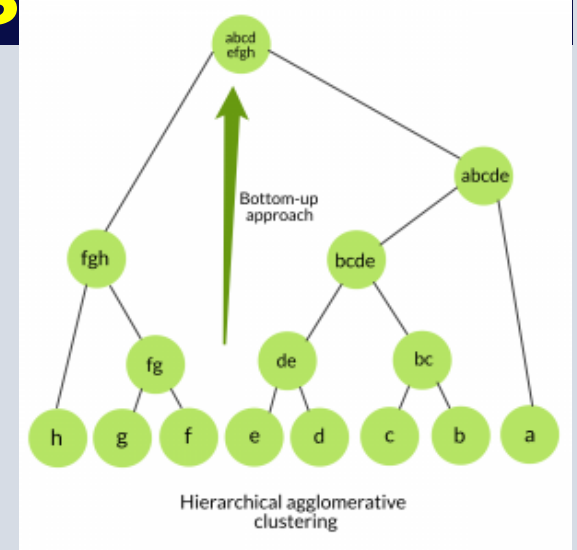 abcd
efgh
abcde
Bottom-up
approach
fgh
bcde
fg
de
bc
h
g
f
e
d
c
b
a
Hierarchical agglomerative
clustering